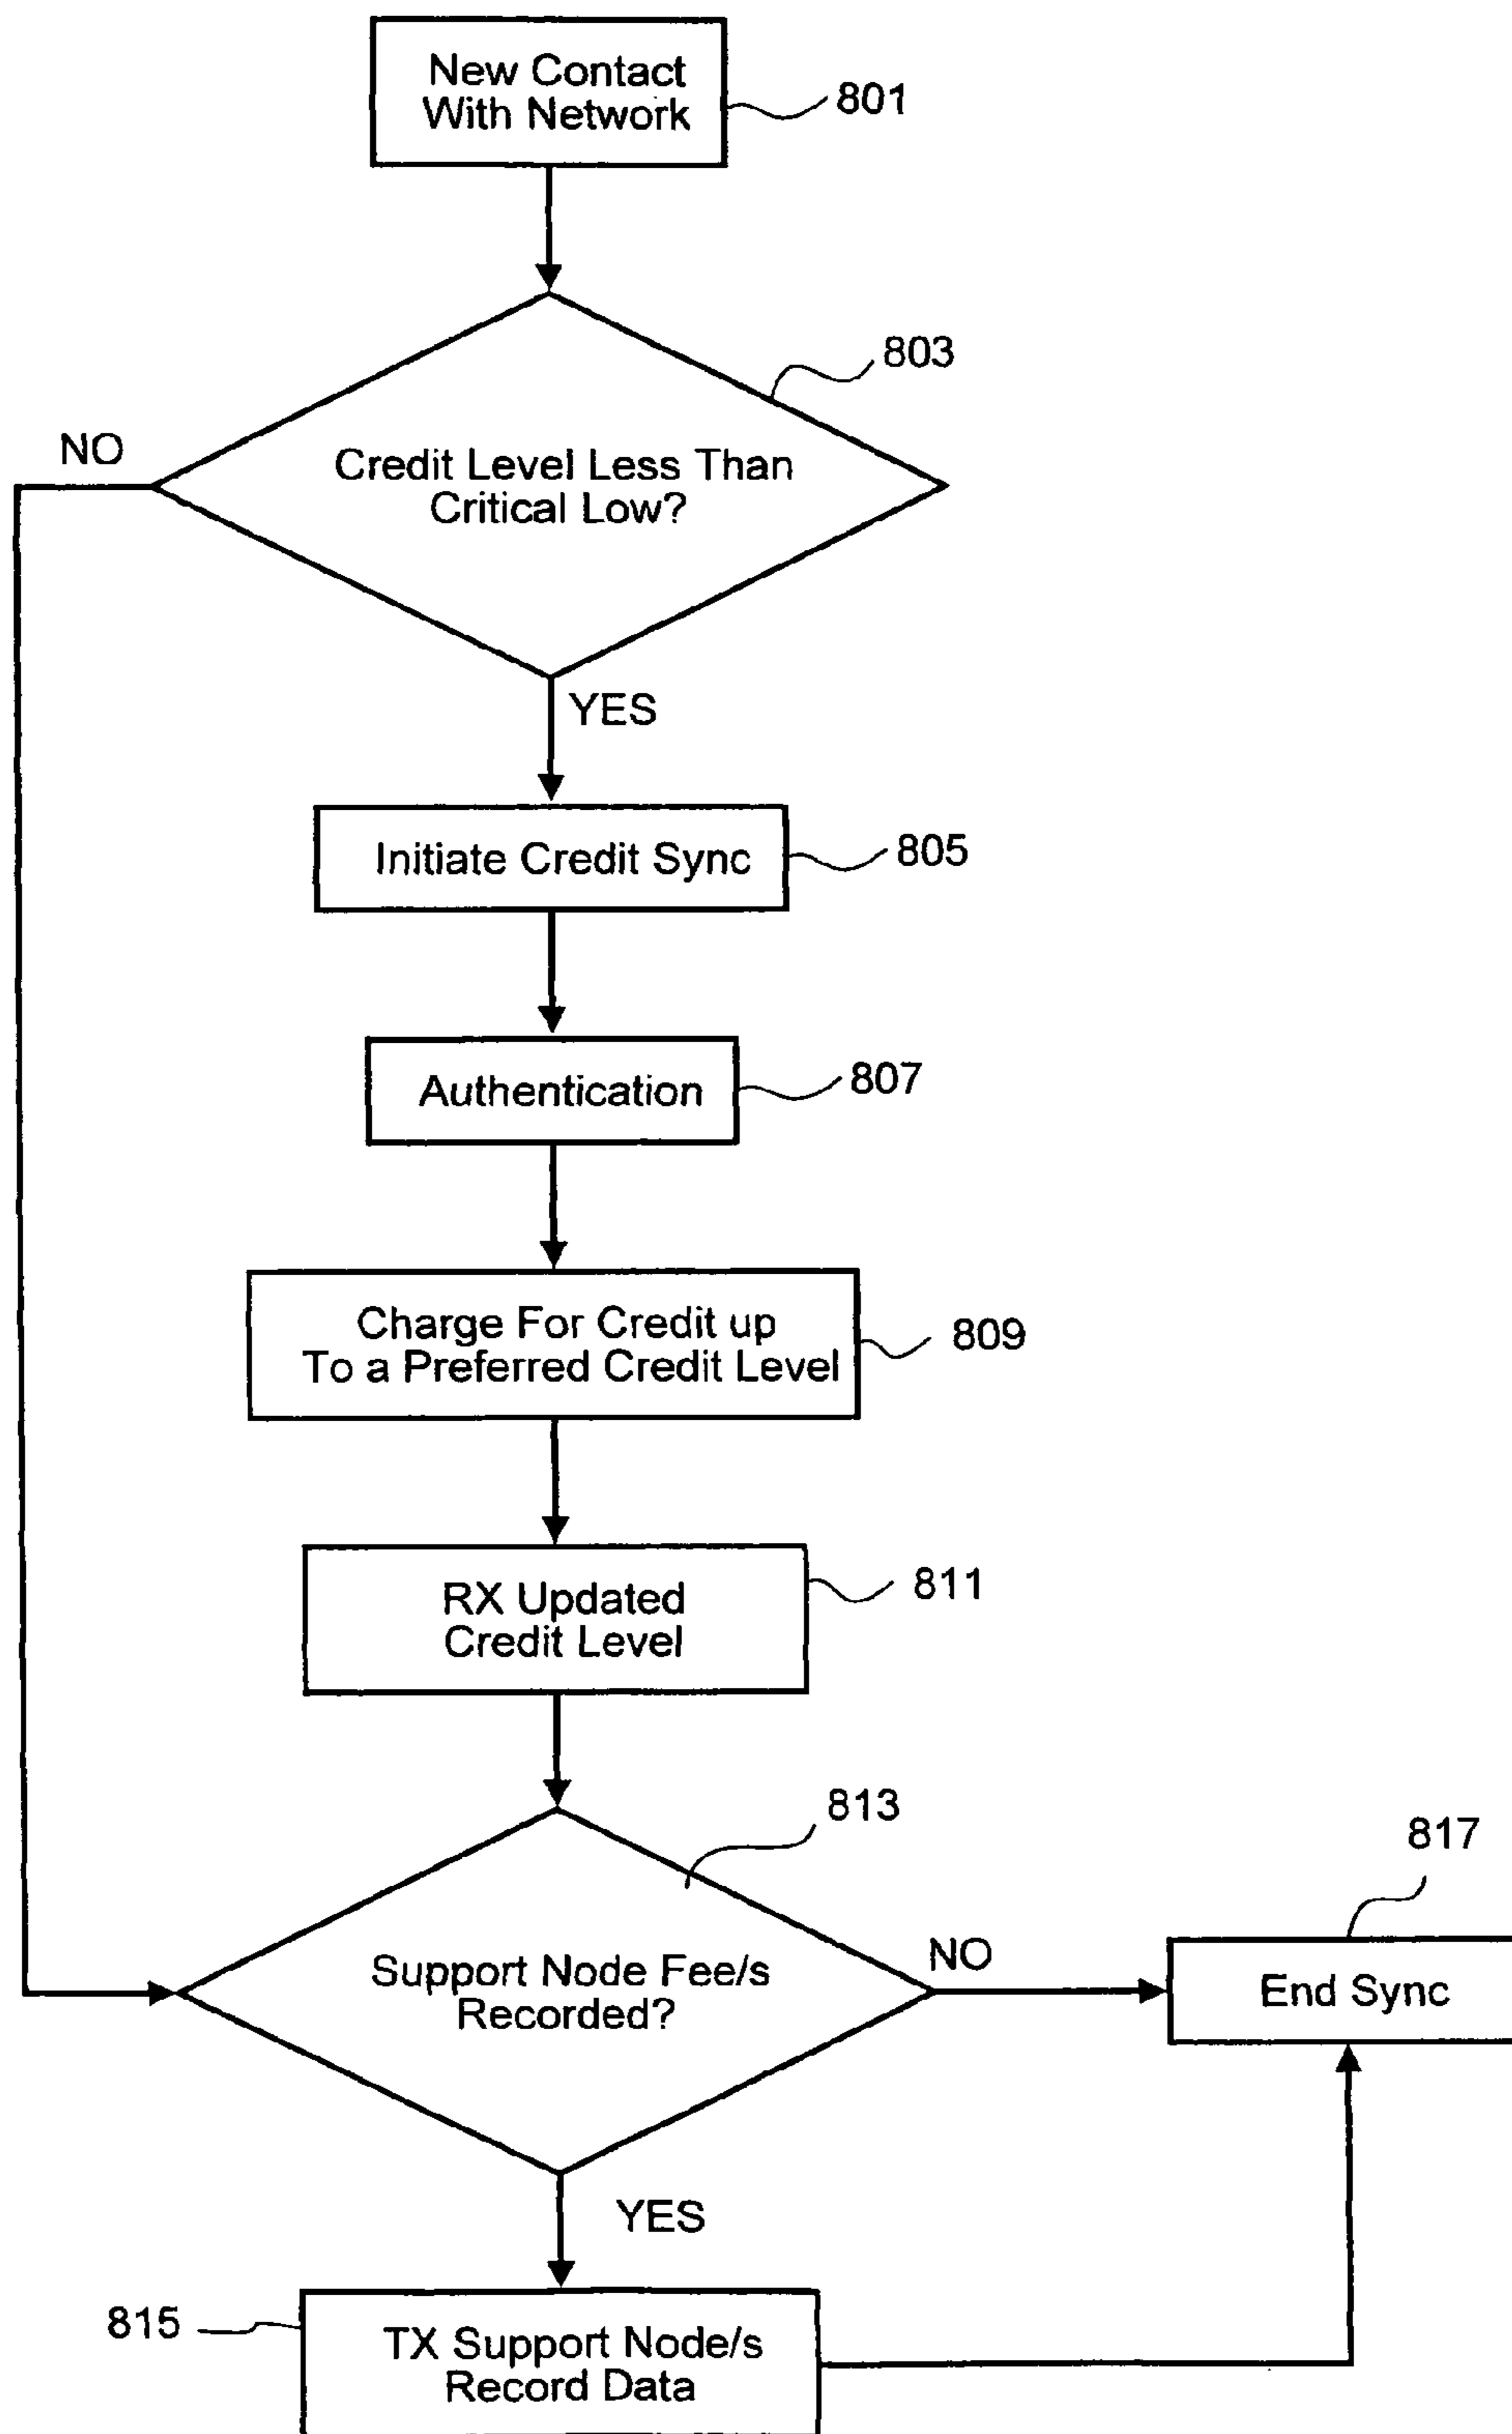 New Contact
With Network
801
803
NO
Credit Level Less Than
Critical Low?
YES
Initiate Credit Sync
805
Authentication
807
Charge For Credit up
To a Preferred Credit Level
809
RX Updated
Credit Level
811
813
817
Support Node Fee/s
Recorded?
NO
End Sync
YES
815
TX Support Node/s
Record Data